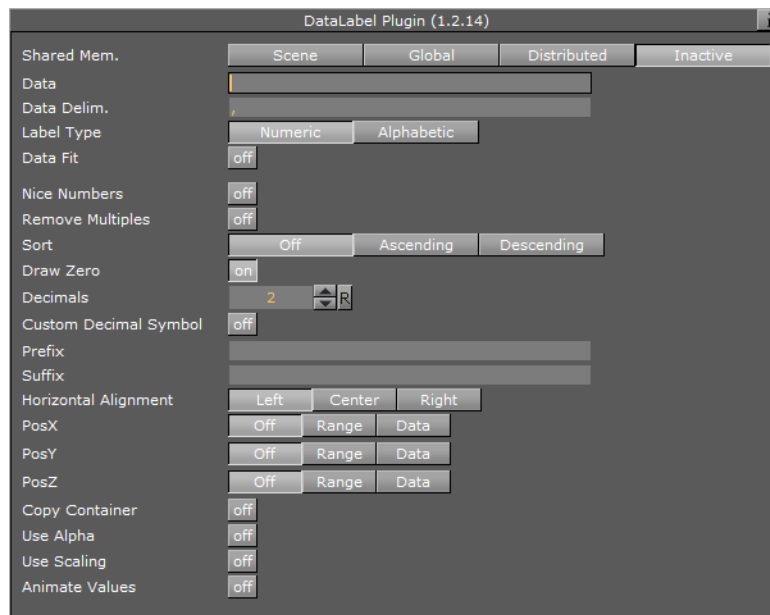 DataLabel Plugin (1.2.14) i
Shared Mem. Scene Global Distributed Inactive
Data
Data Delim. ,
Label Type Numeric Alphabetic
Data Fit off
Nice Numbers off
Remove Multiples off
Sort Off Ascending Descending
Draw Zero on
Decimals 2 R
Custom Decimal Symbol off
Prefix
Suffix
Horizontal Alignment Left Center Right
PosX Off Range Data
PosY Off Range Data
PosZ Off Range Data
Copy Container off
Use Alpha off
Use Scaling off
Animate Values off